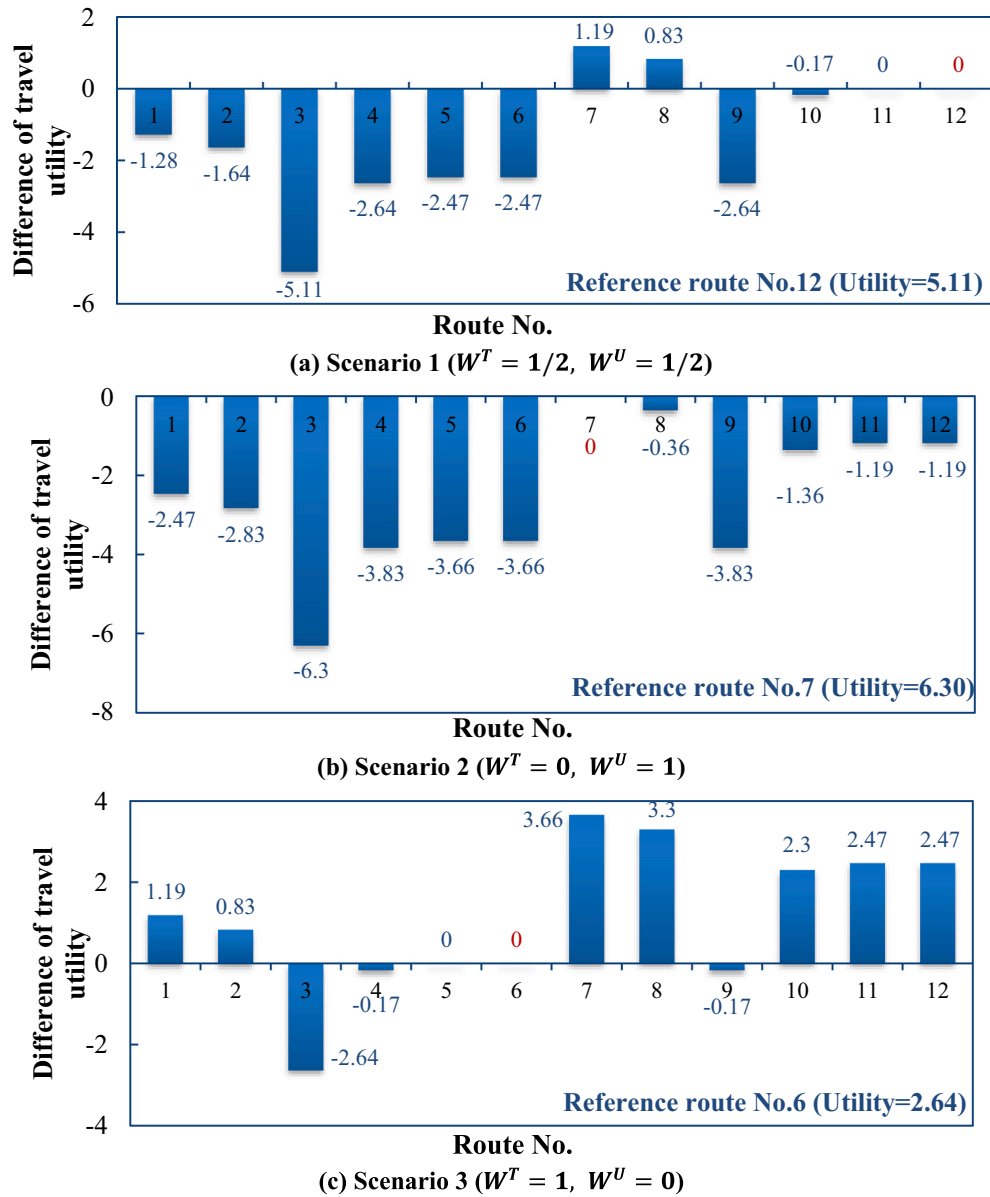 2
1.19
0.83
-0.17
0
0
0
1 2 3 4 5 6 7 8 9 10 11 12
-1.28
-1.64
-2
-2.64
-2.47
-2.47
-2.64
-4
-5.11
-6
Difference of travel
utility
Reference route No.12 (Utility=5.11)
Route No.
(a) Scenario 1 (W^T = 1/2, W^U = 1/2)
0
1 2 3 4 5 6 7 8 9 10 11 12
0
-0.36
-1.36
-1.19
-1.19
-2
-2.47
-2.83
-4
-3.83
-3.66
-3.66
-3.83
-6
-6.3
-8
Difference of travel
utility
Reference route No.7 (Utility=6.30)
Route No.
(b) Scenario 2 (W^T = 0, W^U = 1)
4
3.66
3.3
2.3
2.47
2.47
2
1.19
0.83
0
0
0
1 2 3 4 5 6 7 8 9 10 11 12
-0.17
-0.17
-2
-2.64
-4
Difference of travel
utility
Reference route No.6 (Utility=2.64)
Route No.
(c) Scenario 3 (W^T = 1, W^U = 0)